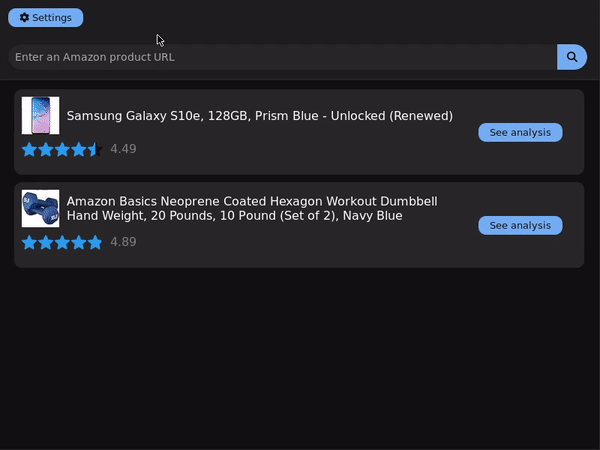 Settings
Enter an Amazon product URL
Samsung Galaxy S10e, 128GB, Prism Blue - Unlocked (Renewed)
See analysis
4.49
Amazon Basics Neoprene Coated Hexagon Workout Dumbbell
Hand Weight, 20 Pounds, 10 Pound (Set of 2), Navy Blue
See analysis
4.89